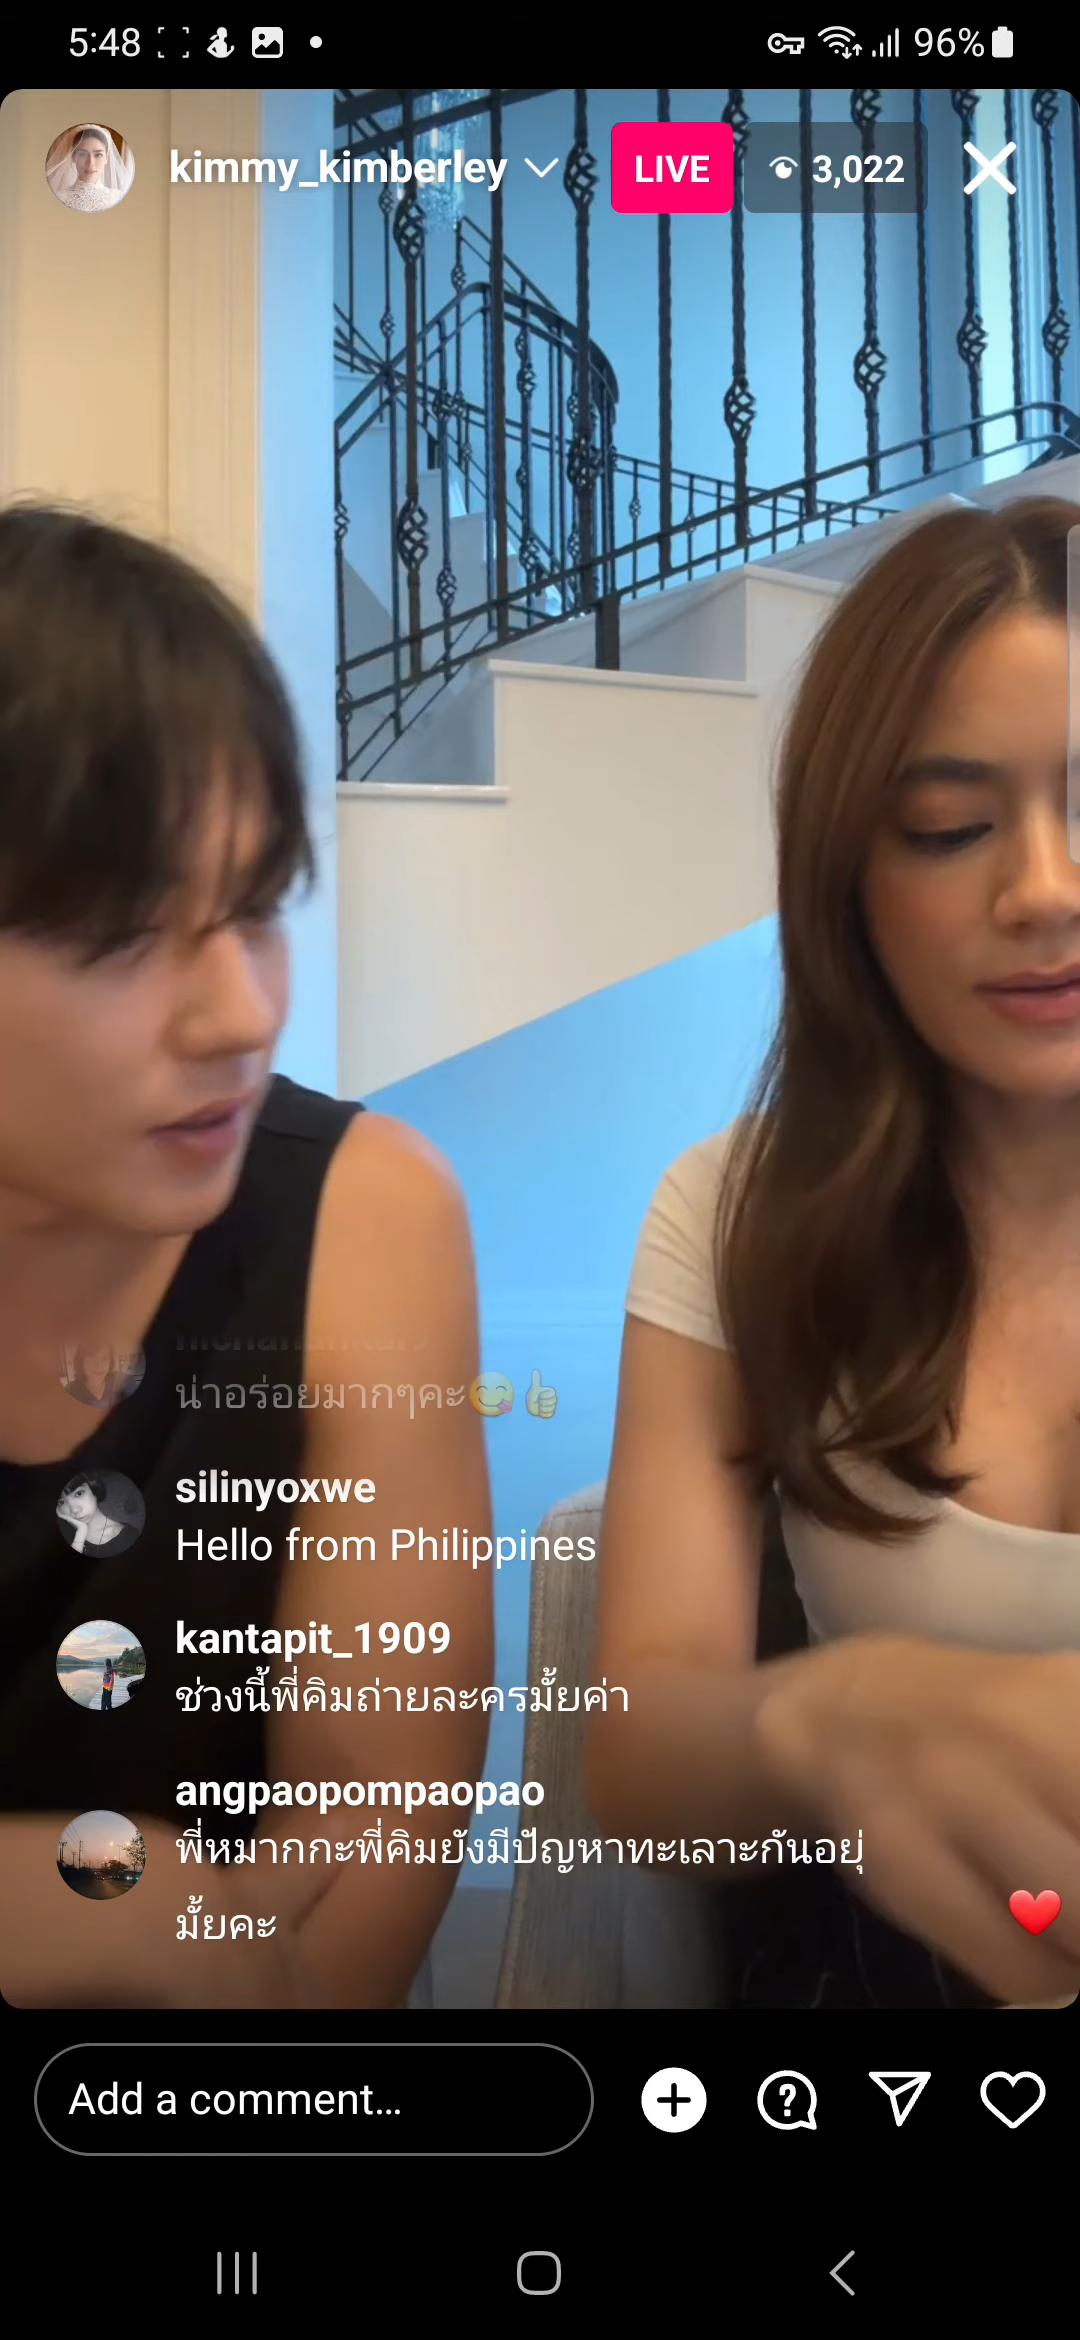 5:48
96%
kimmy_kimberley
LIVE
3,022
น่าอร่อยมากๆคะ😋👍
silinyoxwe
Hello from Philippines
kantapit_1909
ช่วงนี้พี่คิมถ่ายละครมั้ยค่า
angpaopompaopao
พี่หมากกะพี่คิมยังมีปัญหาทะเลาะกันอยุ่
มั้ยคะ
Add a comment...